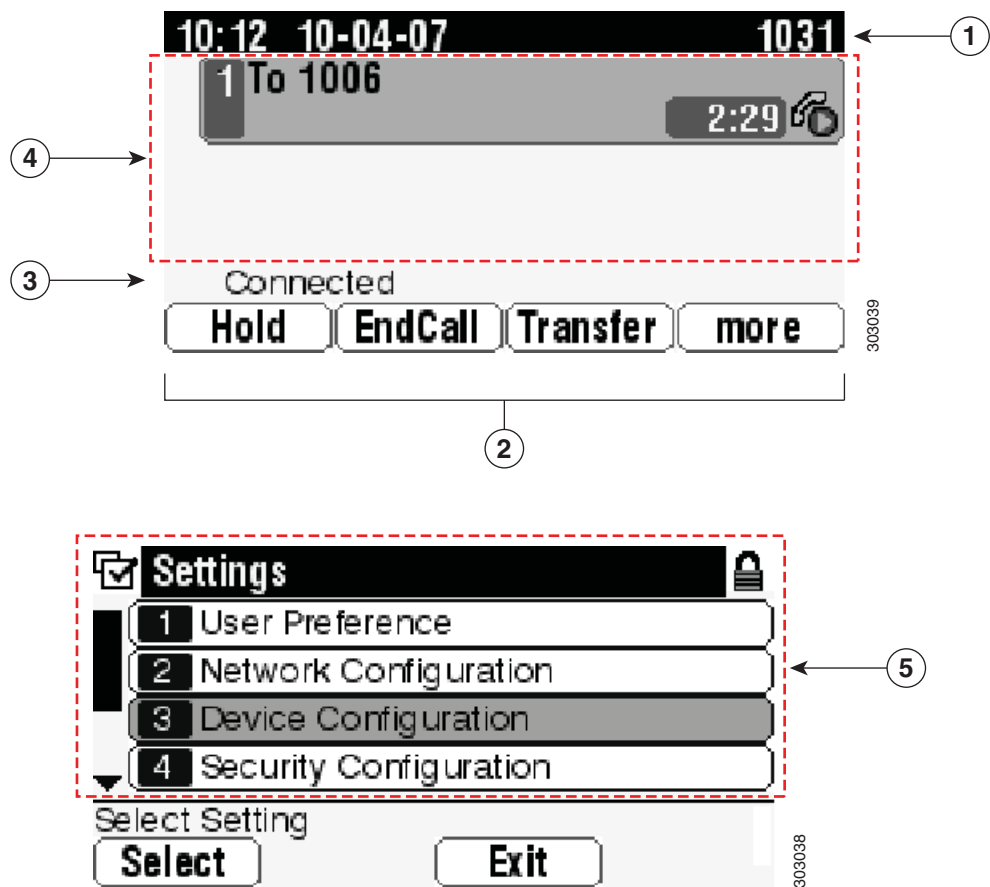 10:12 10-04-07 1031
1
1 To 1006
2:29
4
3
Connected
Hold EndCall Transfer more
303039
2
Settings
1 User Preference
2 Network Configuration
5
3 Device Configuration
4 Security Configuration
Select Setting
Select Exit
303038